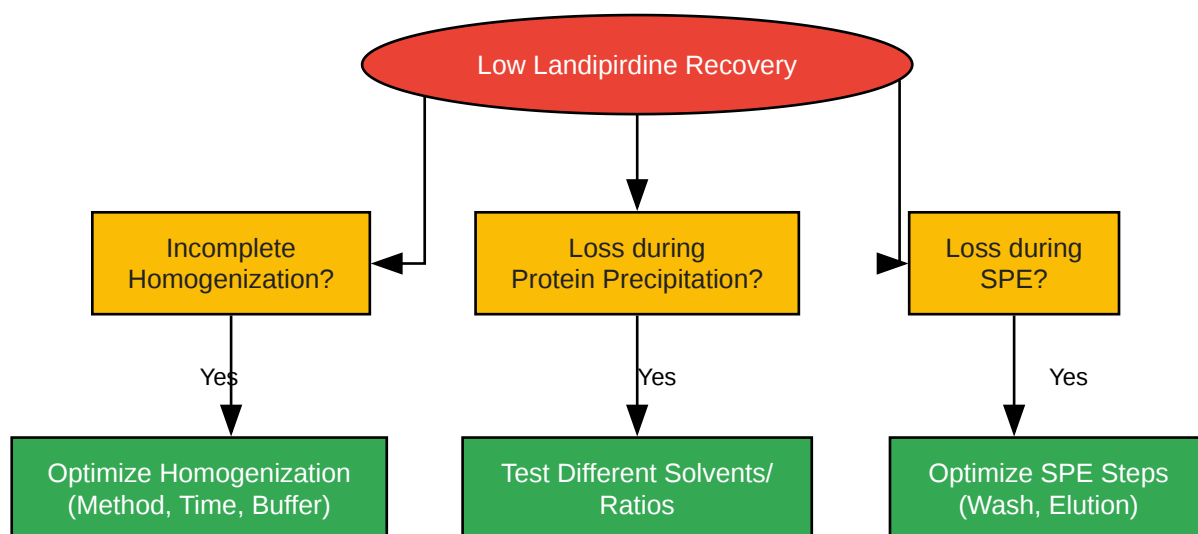 Low Landipirdine Recovery
Incomplete
Homogenization?
Loss during
Protein Precipitation?
Loss during
SPE?
Yes
Yes
Yes
Optimize Homogenization
(Method, Time, Buffer)
Test Different Solvents/
Ratios
Optimize SPE Steps
(Wash, Elution)